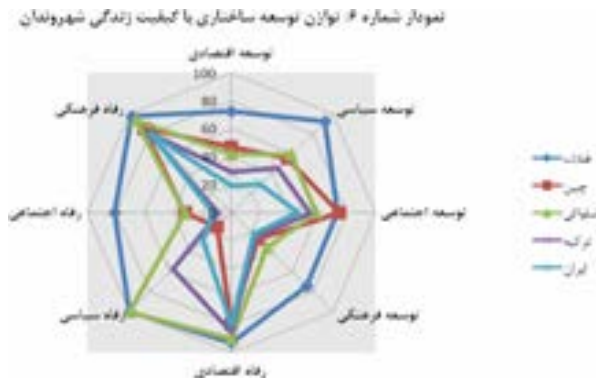 نمودار شماره ۶: توازن توسعه ساختاری با کیفیت زندگی شهروندان
توسعه اقتصادی
100
80
60
40
20
توسعه سیاسی
توسعه اجتماعی
توسعه فرهنگی
رفاه اقتصادی
رفاه سیاسی
رفاه اجتماعی
رفاه فرهنگی
چین
ترکیه
ایران